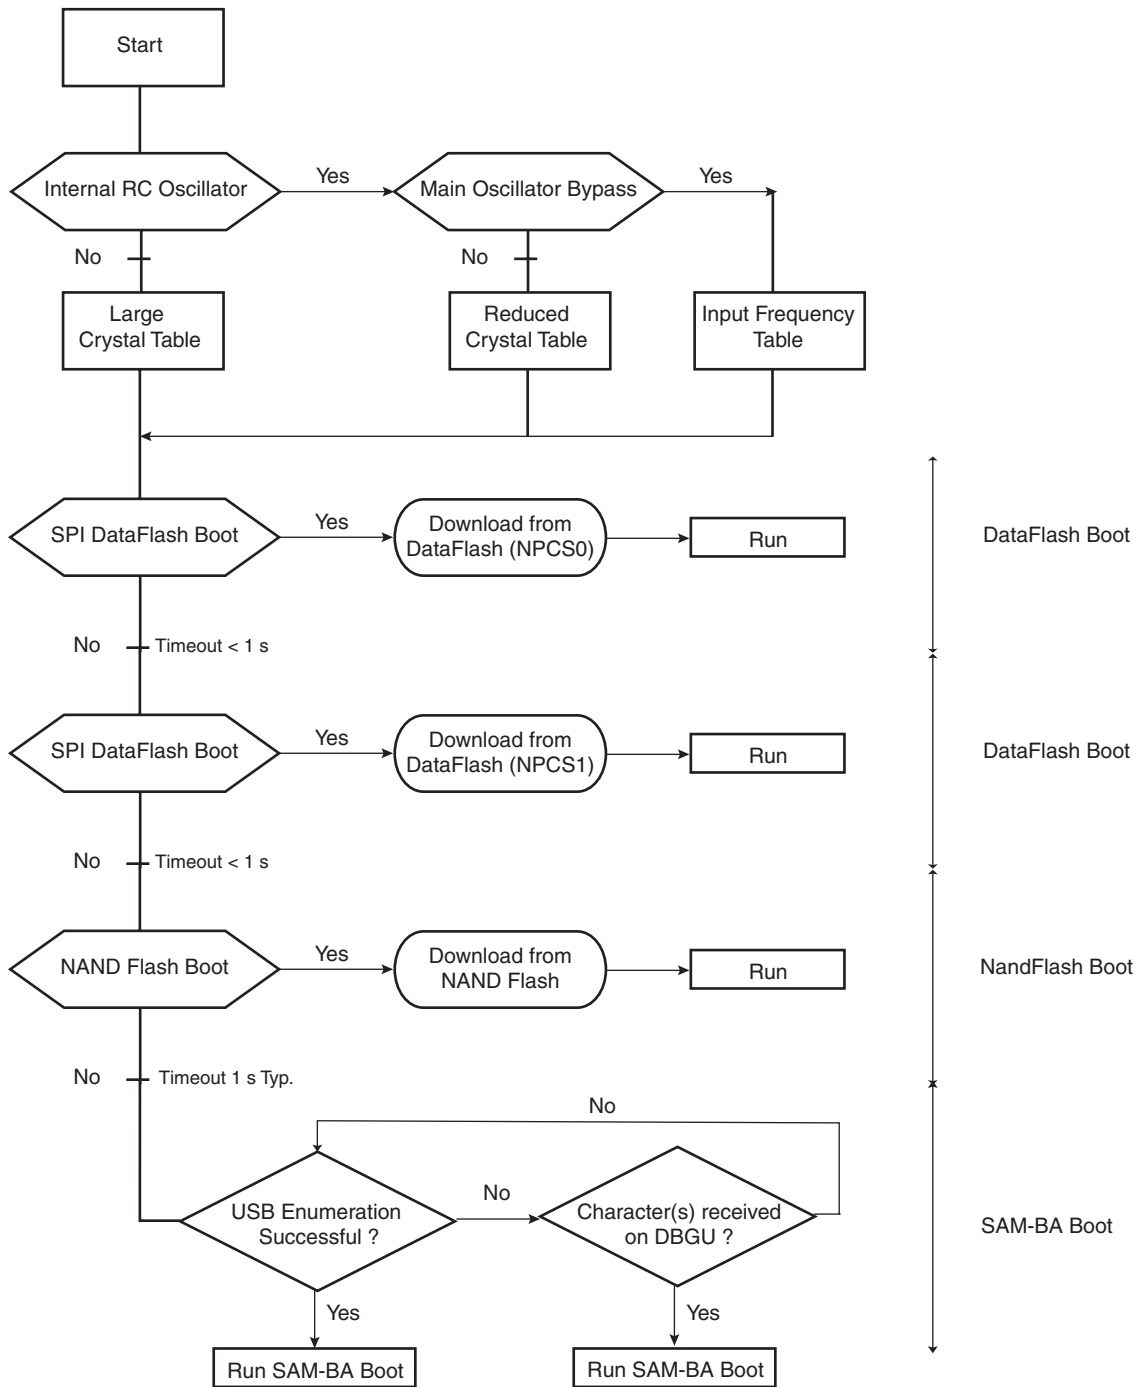 Start
Internal RC Oscillator
Yes
Main Oscillator Bypass
Yes
No
No
Large
Crystal Table
Reduced
Crystal Table
Input Frequency
Table
SPI DataFlash Boot
Yes
Download from
DataFlash (NPCS0)
Run
DataFlash Boot
No
Timeout < 1 s
SPI DataFlash Boot
Yes
Download from
DataFlash (NPCS1)
Run
DataFlash Boot
No
Timeout < 1 s
NAND Flash Boot
Yes
Download from
NAND Flash
Run
NandFlash Boot
No
Timeout 1 s Typ.
No
USB Enumeration
Successful ?
No
Character(s) received
on DBGU ?
SAM-BA Boot
Yes
Yes
Run SAM-BA Boot
Run SAM-BA Boot